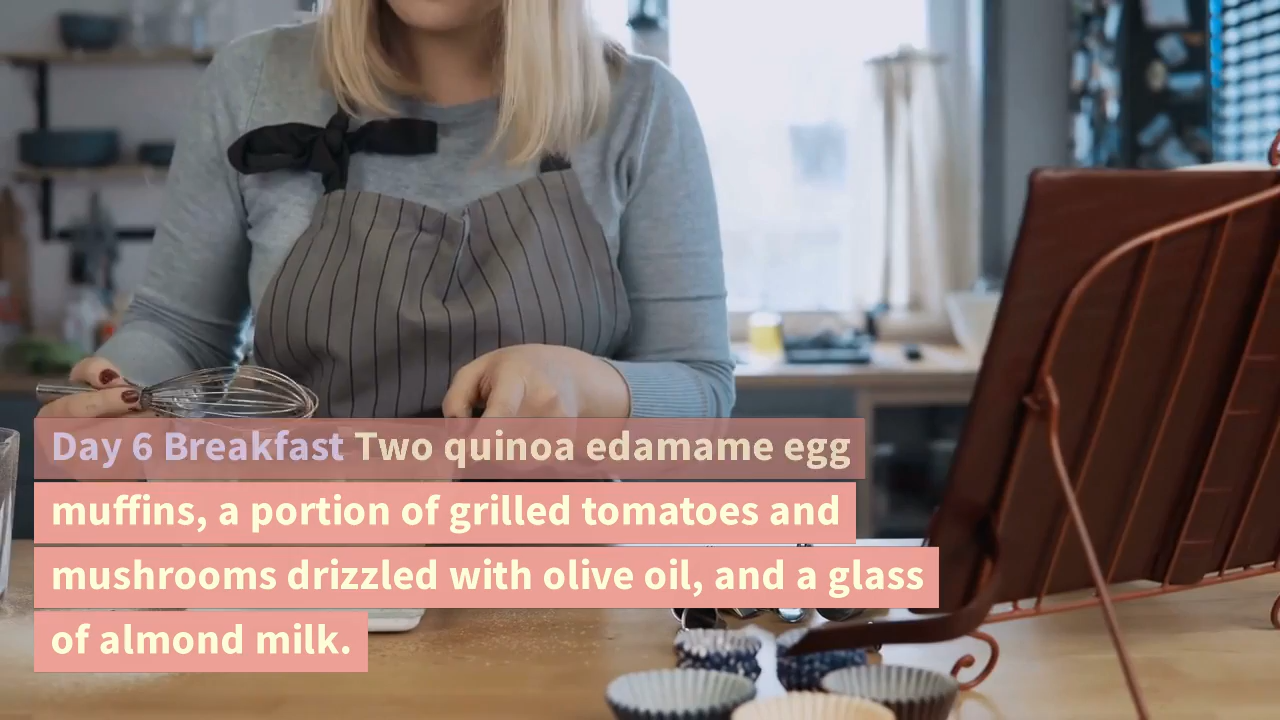 Day 6 Breakfast Two quinoa edamame egg
muffins, a portion of grilled tomatoes and
mushrooms drizzled with olive oil, and a glass
of almond milk.